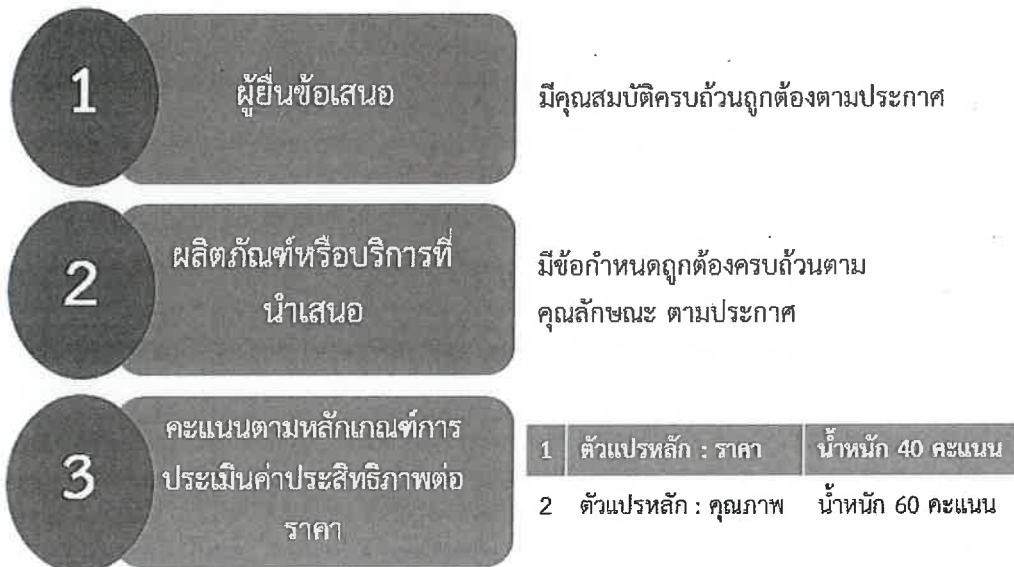 1
ผู้ยื่นข้อเสนอ
มีคุณสมบัติครบถ้วนถูกต้องตามประกาศ
2
ผลิตภัณฑ์หรือบริการที่
นำเสนอ
มีข้อกำหนดถูกต้องครบถ้วนตาม
คุณลักษณะ ตามประกาศ
3
คะแนนตามหลักเกณฑ์การ
ประเมินค่าประสิทธิภาพต่อ
ราคา
1 ตัวแปรหลัก : ราคา น้ำหนัก 40 คะแนน
2 ตัวแปรหลัก : คุณภาพ น้ำหนัก 60 คะแนน